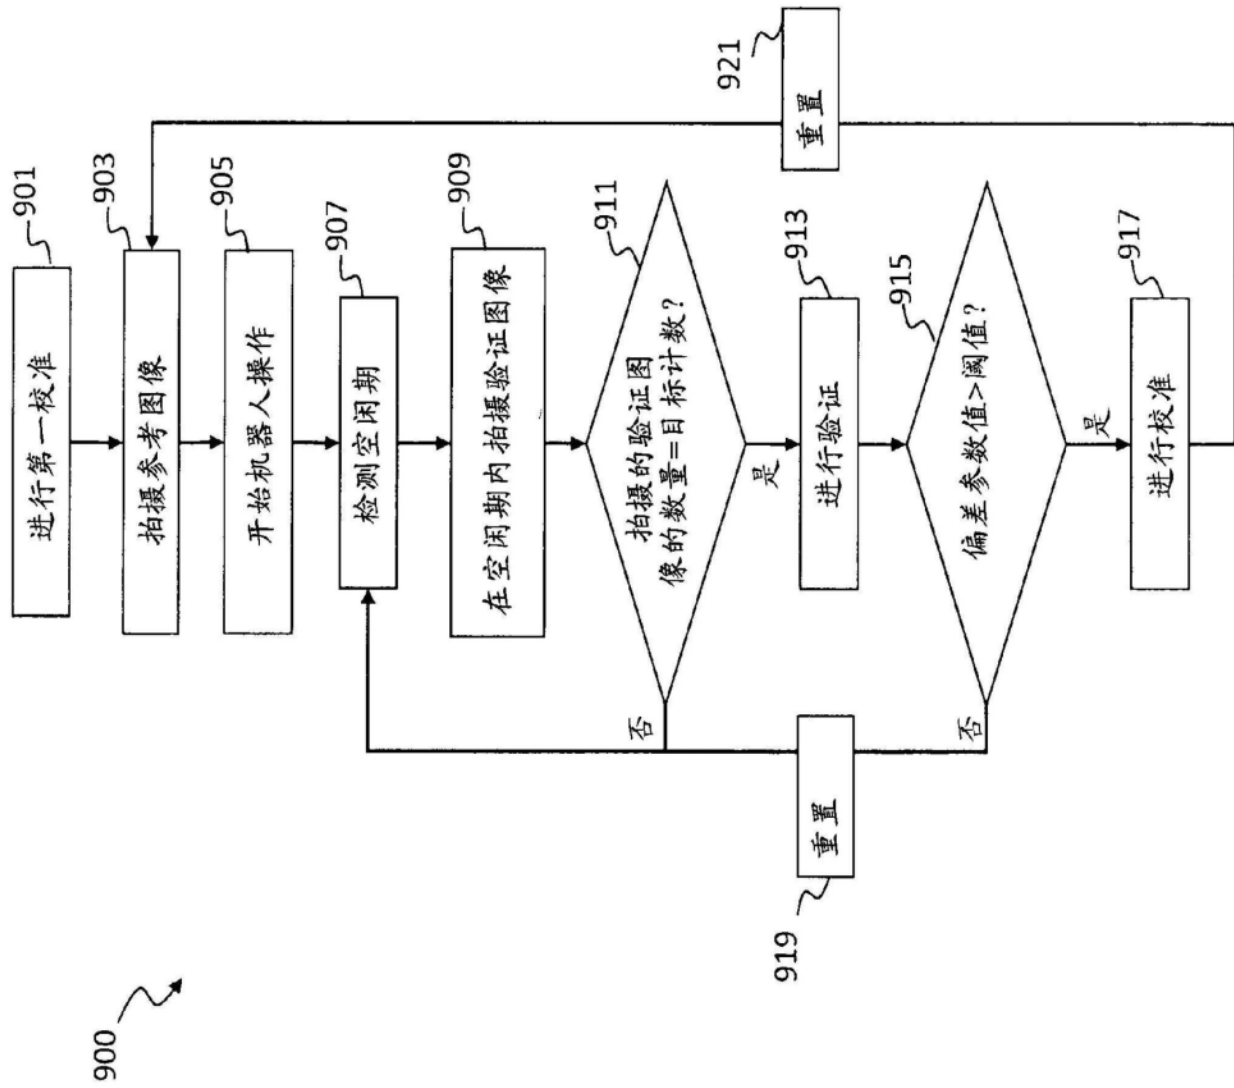 900
进行第一校准
901
拍摄参考图像
903
开始机器人操作
905
检测空闲期
907
在空闲期内拍摄验证图像
909
拍摄的验证图
像的数量=目标计数?
911
否
是
进行验证
913
偏差参数值>阈值?
915
否
是
进行校准
917
重置
919
重置
921